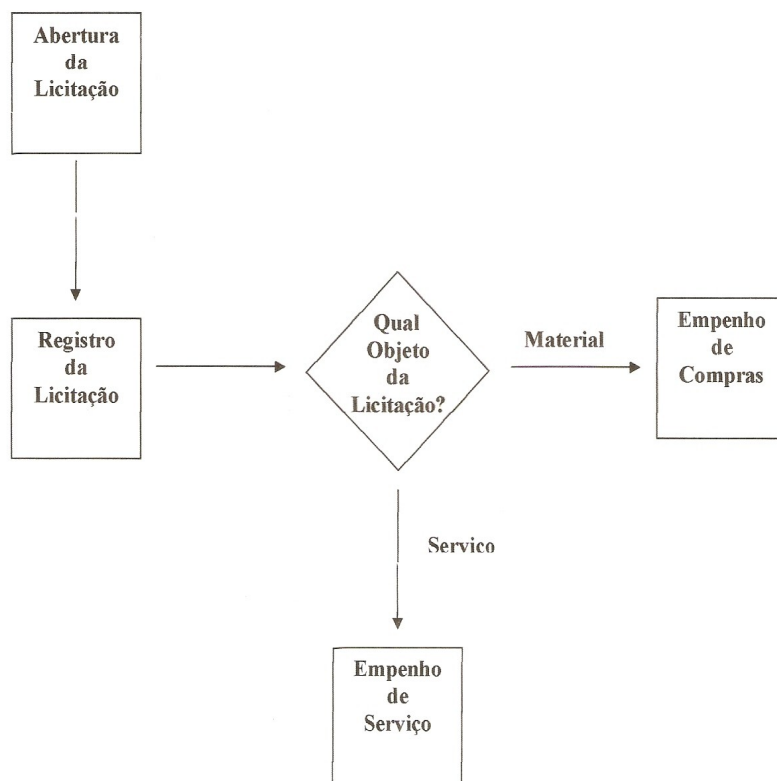 Abertura
da
Licitação
Registro
da
Licitação
Qual
Objeto
da
Licitação?
Material
Empenho
de
Compras
Servico
Empenho
de
Serviço